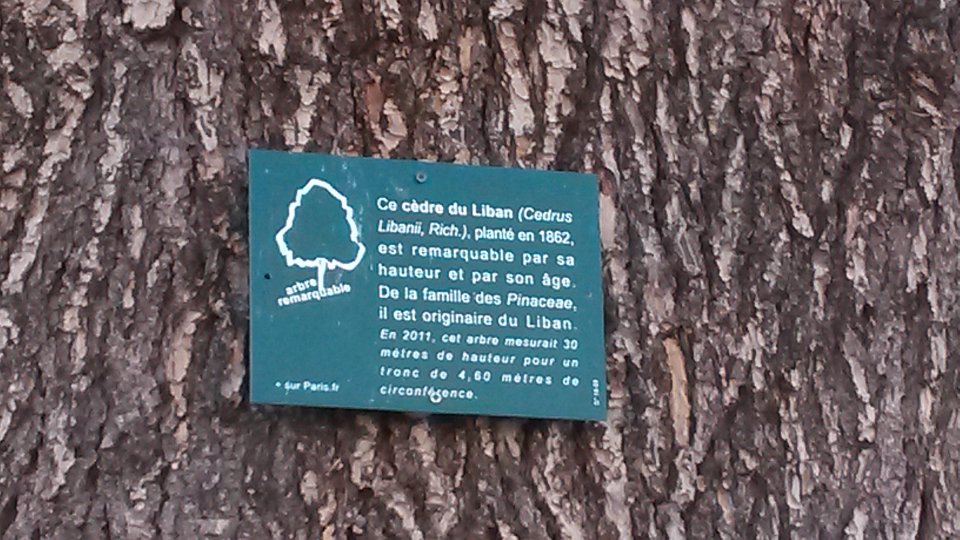 Ce cèdre du Liban (Cedrus
Libanii, Rich.), planté en 1862,
est remarquable par sa
hauteur et par son âge.
De la famille des Pinaceae,
il est originaire du Liban.
En 2011, cet arbre mesurait 30
mètres de hauteur pour un
tronc de 4,60 mètres de
circonférence.
arbre
remarquable
+ sur Paris.fr